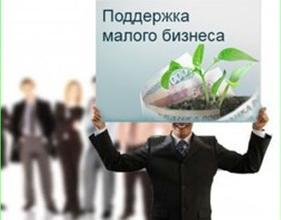 Поддержка
малого бизнеса